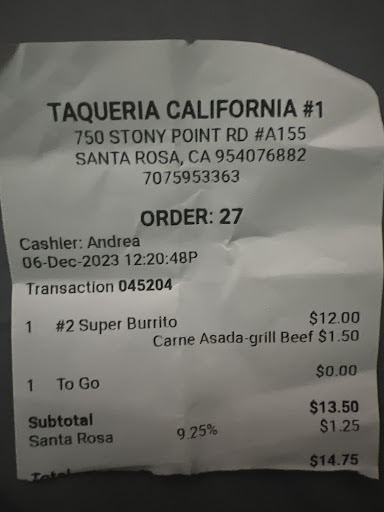 TAQUERIA CALIFORNIA #1
750 STONY POINT RD #A155
SANTA ROSA, CA 954076882
7075953363
ORDER: 27
Cashier: Andrea
06-Dec-2023 12:20:48P
Transaction 045204
1 #2 Super Burrito $12.00
Carne Asada-grill Beef $1.50
$0.00
1 To Go
Subtotal $13.50
Santa Rosa 9.25% $1.25
Total $14.75